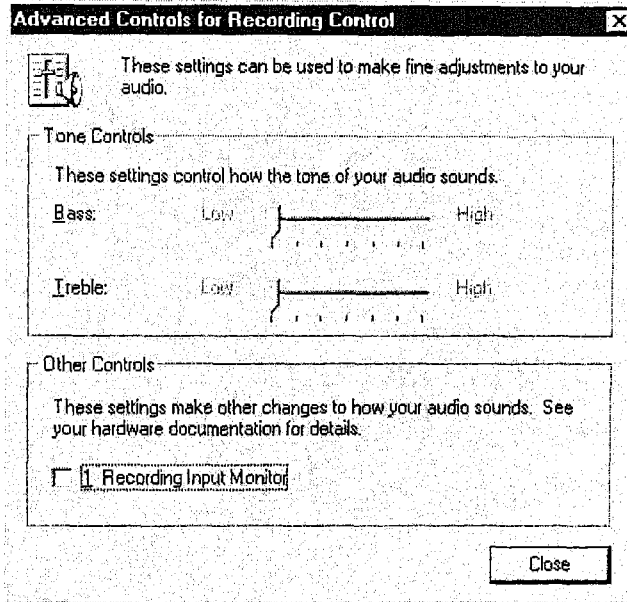 Advanced Controls for Recording Control
These settings can be used to make fine adjustments to your
audio.
Tone Controls
These settings control how the tone of your audio sounds.
Bass: Low High
Treble: Low High
Other Controls
These settings make other changes to how your audio sounds. See
your hardware documentation for details.
1 Recording Input Monitor
Close